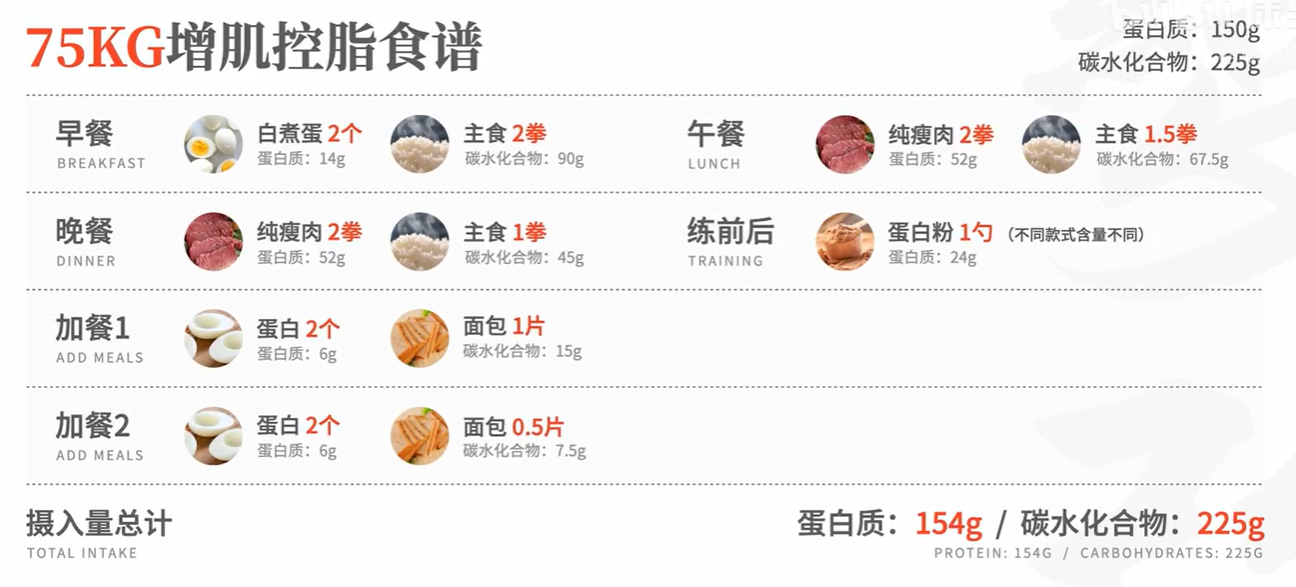 75KG增肌控脂食谱
蛋白质：150g
碳水化合物：225g
早餐
BREAKFAST
白煮蛋 2个
蛋白质：14g
主食 2拳
碳水化合物：90g
午餐
LUNCH
纯瘦肉 2拳
蛋白质：52g
主食 1.5拳
碳水化合物：67.5g
晚餐
DINNER
纯瘦肉 2拳
蛋白质：52g
主食 1拳
碳水化合物：45g
练前后
TRAINING
蛋白粉 1勺（不同款式含量不同）
蛋白质：24g
加餐1
ADD MEALS
蛋白 2个
蛋白质：6g
面包 1片
碳水化合物：15g
加餐2
ADD MEALS
蛋白 2个
蛋白质：6g
面包 0.5片
碳水化合物：7.5g
摄入量总计
TOTAL INTAKE
蛋白质：154g / 碳水化合物：225g
PROTEIN: 154G / CARBOHYDRATES: 225G